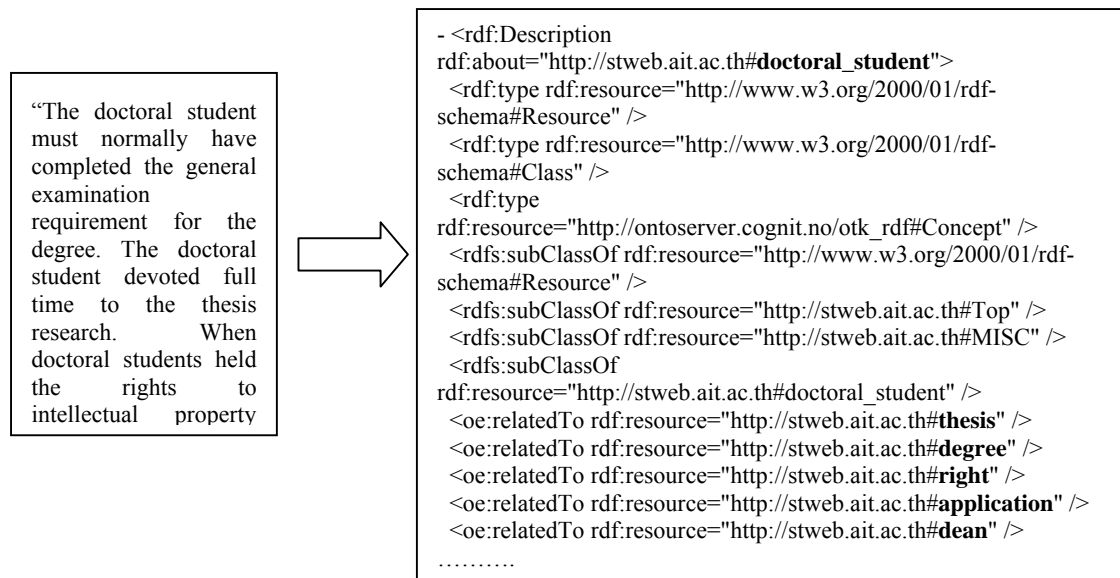 “The doctoral student
must normally have
completed the general
examination
requirement for the
degree. The doctoral
student devoted full
time to the thesis
research. When
doctoral students held
the rights to
intellectual property
- <rdf:Description
rdf:about="http://stweb.ait.ac.th#doctoral_student">
<rdf:type rdf:resource="http://www.w3.org/2000/01/rdf-
schema#Resource" />
<rdf:type rdf:resource="http://www.w3.org/2000/01/rdf-
schema#Class" />
<rdf:type
rdf:resource="http://ontoserver.cognit.no/otk_rdf#Concept" />
<rdfs:subClassOf rdf:resource="http://www.w3.org/2000/01/rdf-
schema#Resource" />
<rdfs:subClassOf rdf:resource="http://stweb.ait.ac.th#Top" />
<rdfs:subClassOf rdf:resource="http://stweb.ait.ac.th#MISC" />
<rdfs:subClassOf
rdf:resource="http://stweb.ait.ac.th#doctoral_student" />
<oe:relatedTo rdf:resource="http://stweb.ait.ac.th#thesis" />
<oe:relatedTo rdf:resource="http://stweb.ait.ac.th#degree" />
<oe:relatedTo rdf:resource="http://stweb.ait.ac.th#right" />
<oe:relatedTo rdf:resource="http://stweb.ait.ac.th#application" />
<oe:relatedTo rdf:resource="http://stweb.ait.ac.th#dean" />
……….